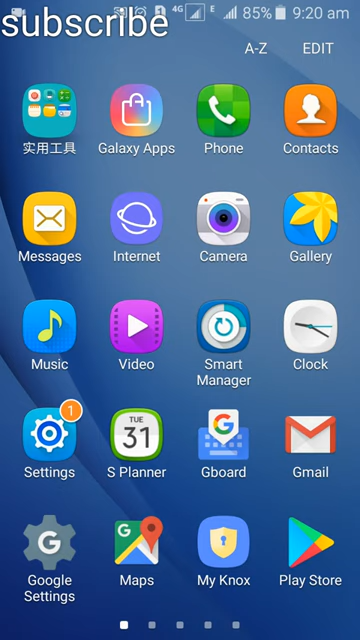 subscribe
4G E 85% 9:20 am
A-Z EDIT
实用工具 Galaxy Apps Phone Contacts
Messages Internet Camera Gallery
Music Video Smart Manager Clock
1
TUE
31
Settings S Planner Gboard Gmail
Google Settings Maps My Knox Play Store